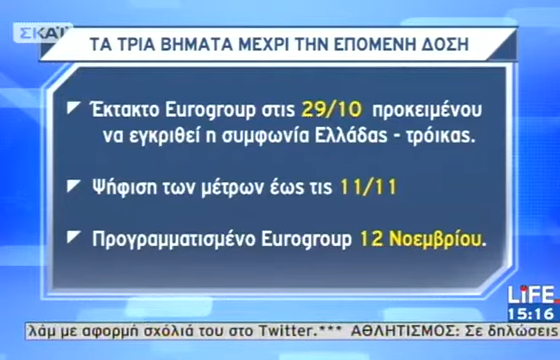 ΣΚΑΪ
ΤΑ ΤΡΙΑ ΒΗΜΑΤΑ ΜΕΧΡΙ ΤΗΝ ΕΠΟΜΕΝΗ ΔΟΣΗ
Έκτακτο Eurogroup στις 29/10 προκειμένου
να εγκριθεί η συμφωνία Ελλάδας - τρόικας.
Ψήφιση των μέτρων έως τις 11/11
Προγραμματισμένο Eurogroup 12 Νοεμβρίου.
LiFE
15:16
λάμ με αφορμή σχόλιά του στο Twitter.*** ΑΘΛΗΤΙΣΜΟΣ: Σε δηλώσεις